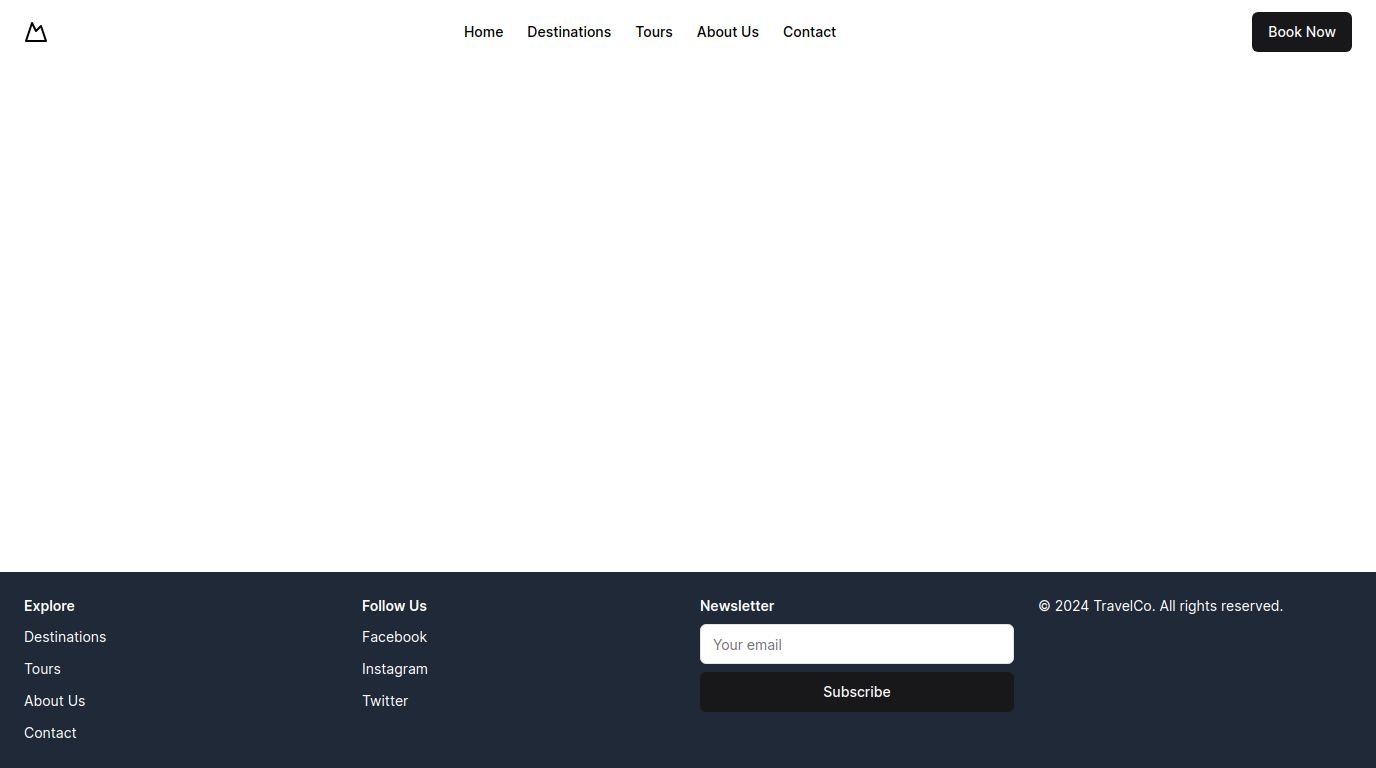 Home Destinations Tours About Us Contact Book Now
Explore
Destinations
Tours
About Us
Contact
Follow Us
Facebook
Instagram
Twitter
Newsletter
Your email
Subscribe
© 2024 TravelCo. All rights reserved.